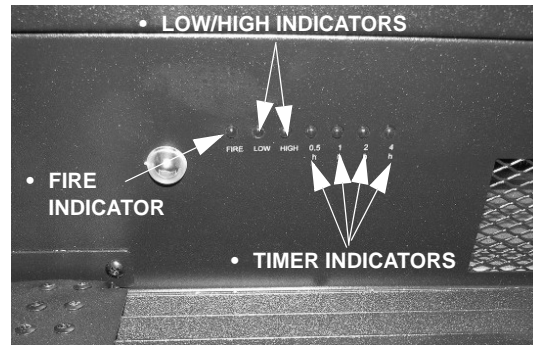 • LOW/HIGH INDICATORS
FIRE LOW HIGH 0.5 1 2 4
h h
• FIRE
INDICATOR
• TIMER INDICATORS